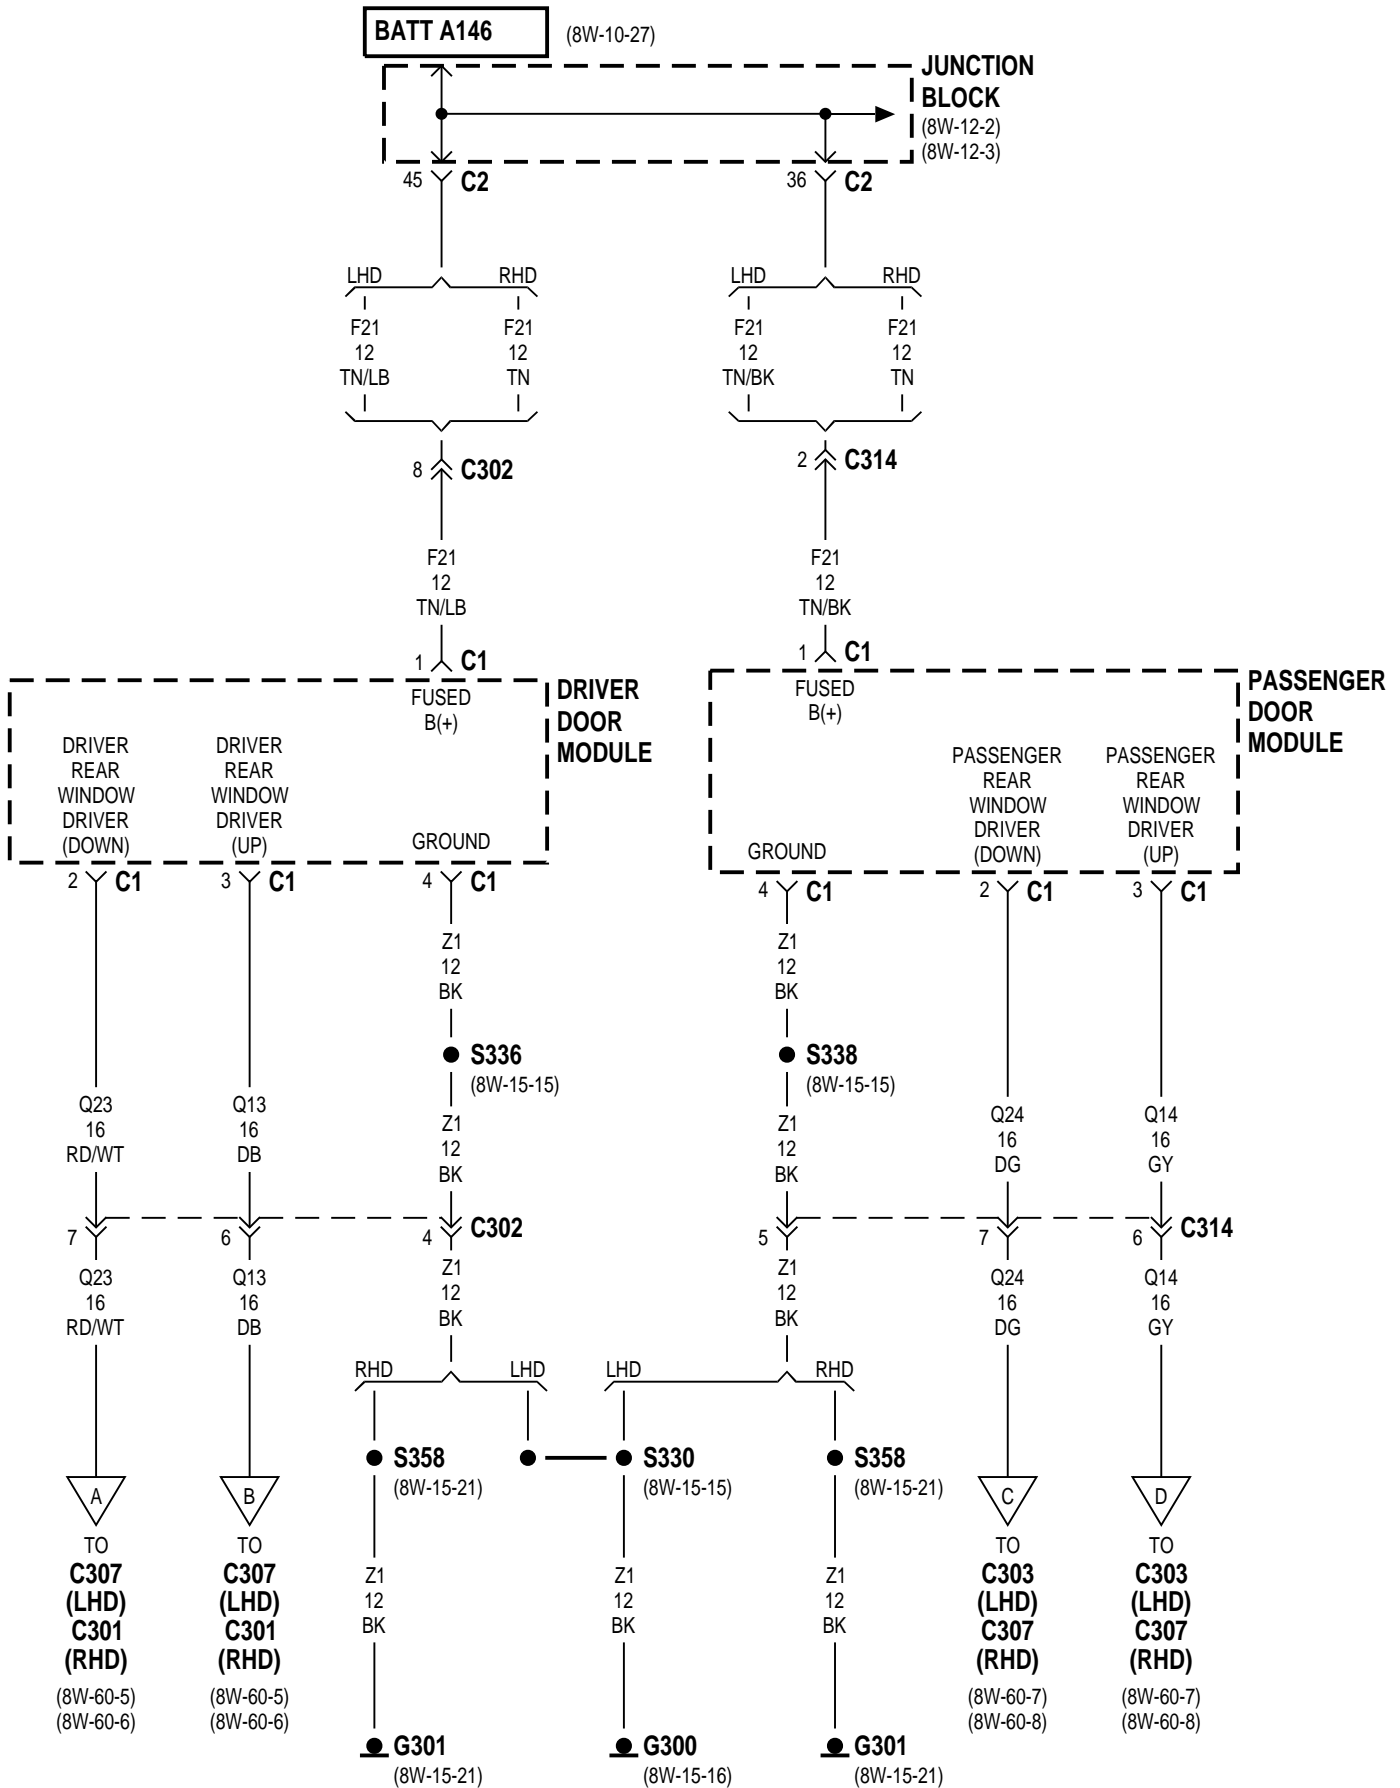 BATT A146
(8W-10-27)
JUNCTION
BLOCK
(8W-12-2)
(8W-12-3)
45
C2
36
C2
LHD
RHD
LHD
RHD
F21
12
TN/LB
F21
12
TN
F21
12
TN/BK
F21
12
TN
8
C302
2
C314
F21
12
TN/LB
F21
12
TN/BK
1
C1
1
C1
DRIVER
DOOR
MODULE
FUSED
B(+)
DRIVER
REAR
WINDOW
DRIVER
(DOWN)
DRIVER
REAR
WINDOW
DRIVER
(UP)
GROUND
PASSENGER
DOOR
MODULE
FUSED
B(+)
GROUND
PASSENGER
REAR
WINDOW
DRIVER
(DOWN)
PASSENGER
REAR
WINDOW
DRIVER
(UP)
2
C1
3
C1
4
C1
4
C1
2
C1
3
C1
Z1
12
BK
Z1
12
BK
S336
(8W-15-15)
S338
(8W-15-15)
Q23
16
RD/WT
Q13
16
DB
Z1
12
BK
Z1
12
BK
Q24
16
DG
Q14
16
GY
7
6
4
C302
5
7
6
C314
Q23
16
RD/WT
Q13
16
DB
Z1
12
BK
Z1
12
BK
Q24
16
DG
Q14
16
GY
RHD
LHD
LHD
RHD
S358
(8W-15-21)
S330
(8W-15-15)
S358
(8W-15-21)
A
B
C
D
TO
C307
(LHD)
C301
(RHD)
(8W-60-5)
(8W-60-6)
TO
C307
(LHD)
C301
(RHD)
(8W-60-5)
(8W-60-6)
Z1
12
BK
Z1
12
BK
Z1
12
BK
TO
C303
(LHD)
C307
(RHD)
(8W-60-7)
(8W-60-8)
TO
C303
(LHD)
C307
(RHD)
(8W-60-7)
(8W-60-8)
G301
(8W-15-21)
G300
(8W-15-16)
G301
(8W-15-21)